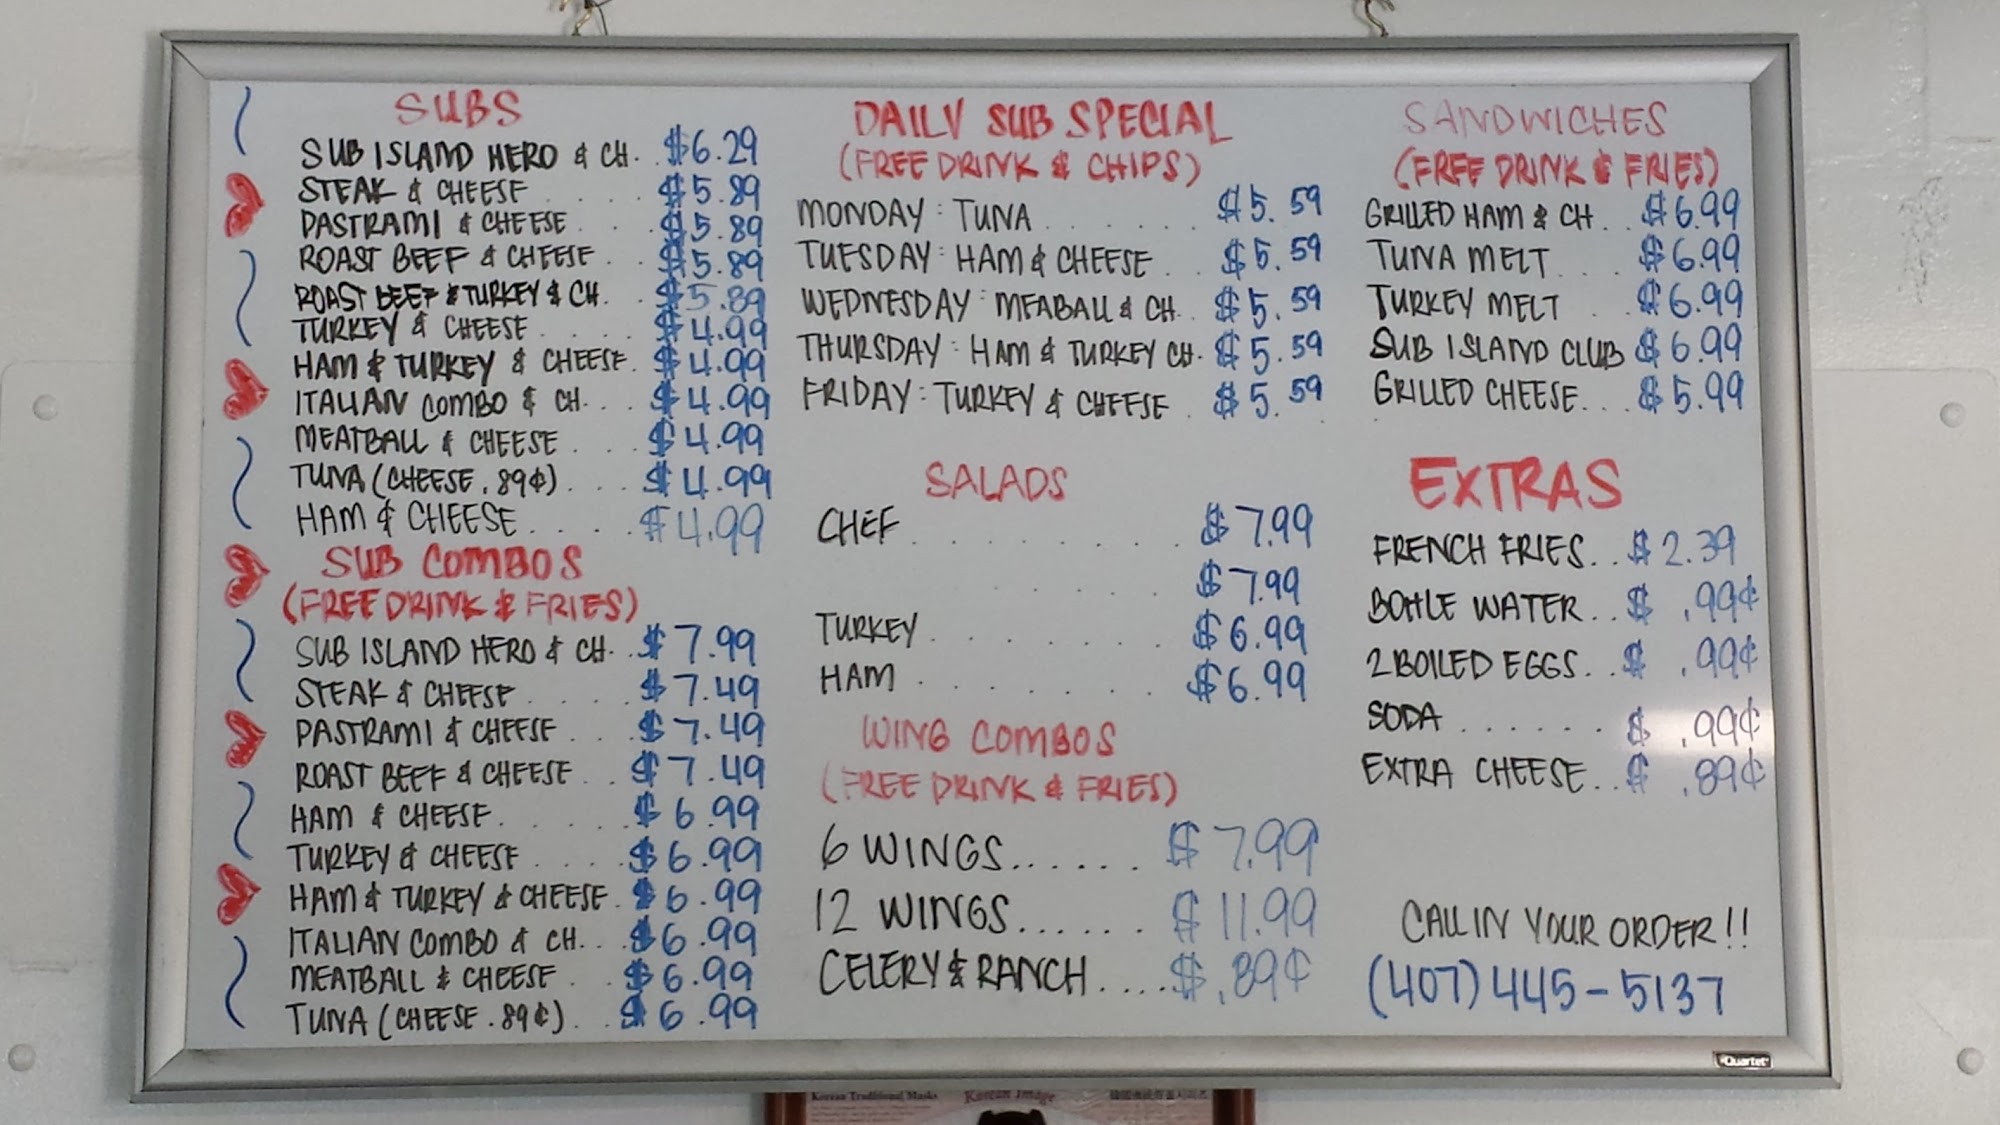 SUBS
SUB ISLAND HERO & CH. . $6.29
STEAK & CHEESE . . . . $5.89
PASTRAMI & CHEESE . . . $5.89
ROAST BEEF & CHEESE . $5.89
ROAST BEEF & TURKEY & CH. $5.89
TURKEY & CHEESE . . . . $4.99
HAM & TURKEY & CHEESE. $4.99
ITALIAN COMBO & CH. . . $4.99
MEATBALL & CHEESE . . . $4.99
TUNA (CHEESE .89¢) . . . $4.99
HAM & CHEESE . . . . $4.99
SUB COMBOS
(FREE DRINK & FRIES)
SUB ISLAND HERO & CH. . $7.99
STEAK & CHEESE . . . $7.49
PASTRAMI & CHEESE . . $7.49
ROAST BEEF & CHEESE . . $7.49
HAM & CHEESE. . . . . $6.99
TURKEY & CHEESE . . . . $6.99
HAM & TURKEY & CHEESE . $6.99
ITALIAN COMBO & CH. . . $6.99
MEATBALL & CHEESE . . . $6.99
TUNA (CHEESE .89¢) . . $6.99
DAILY SUB SPECIAL
(FREE DRINK & CHIPS)
MONDAY: TUNA . . . . . . $5.59
TUESDAY: HAM & CHEESE . . $5.59
WEDNESDAY: MEABALL & CH. . $5.59
THURSDAY: HAM & TURKEY CH. $5.59
FRIDAY: TURKEY & CHEESE . $5.59
SALADS
CHEF . . . . . . . . . $7.99
. . . . . . . $7.99
TURKEY . . . . . . . . $6.99
HAM . . . . . . . . $6.99
WING COMBOS
(FREE DRINK & FRIES)
6 WINGS...... $7.99
12 WINGS...... $11.99
CELERY & RANCH .... $.89¢
SANDWICHES
(FREE DRINK & FRIES)
GRILLED HAM & CH. . $6.99
TUNA MELT . . . $6.99
TURKEY MELT . . $6.99
SUB ISLAND CLUB $6.99
GRILLED CHEESE. . . $5.99
EXTRAS
FRENCH FRIES. . $2.39
BOTTLE WATER. . $.99¢
2 BOILED EGGS. . $.99¢
SODA . . . . . . $.99¢
EXTRA CHEESE. . $.89¢
CALL IN YOUR ORDER!!
(407) 445-5137
Quartet
Korean Traditional Masks
Korean Image